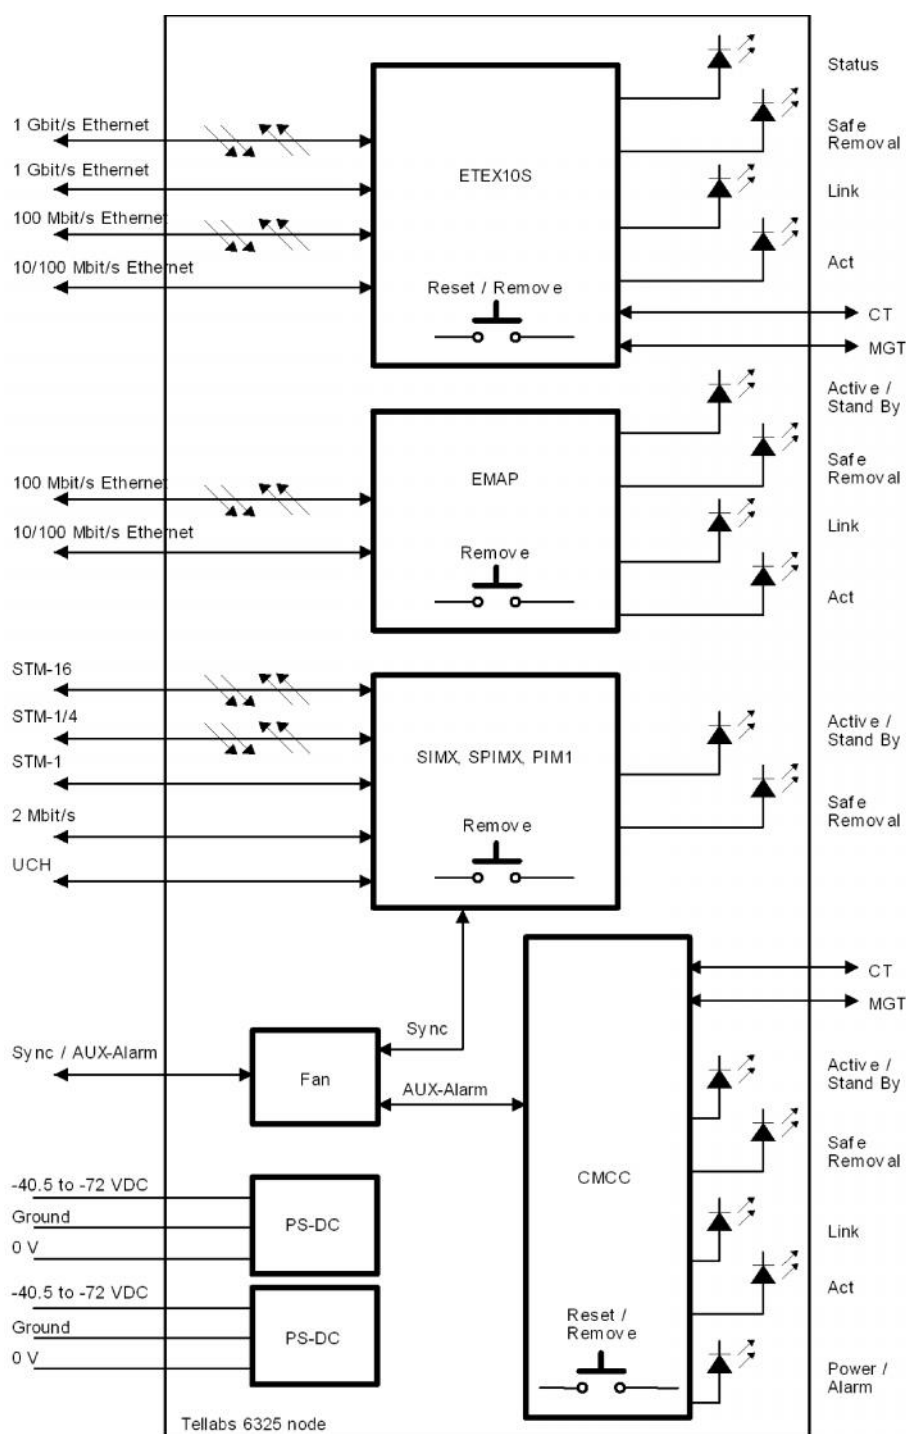 Status
1 Gbit/s Ethernet
Safe
Removal
ETEX10S
1 Gbit/s Ethernet
Link
100 Mbit/s Ethernet
10/100 Mbit/s Ethernet
Act
Reset / Remove
CT
MGT
Active /
Stand By
EMAP
100 Mbit/s Ethernet
Safe
Removal
10/100 Mbit/s Ethernet
Link
Remove
Act
STM-16
STM-1/4
SIMX, SPIMX, PIM1
Active /
Stand By
STM-1
2 Mbit/s
Remove
Safe
Removal
UCH
CT
MGT
Sync
Sync / AUX-Alarm
Fan
AUX-Alarm
Active /
Stand By
CMCC
Safe
Removal
-40.5 to -72 VDC
Ground
0 V
PS-DC
Link
-40.5 to -72 VDC
Ground
0 V
PS-DC
Act
Reset /
Remove
Power /
Alarm
Tellabs 6325 node